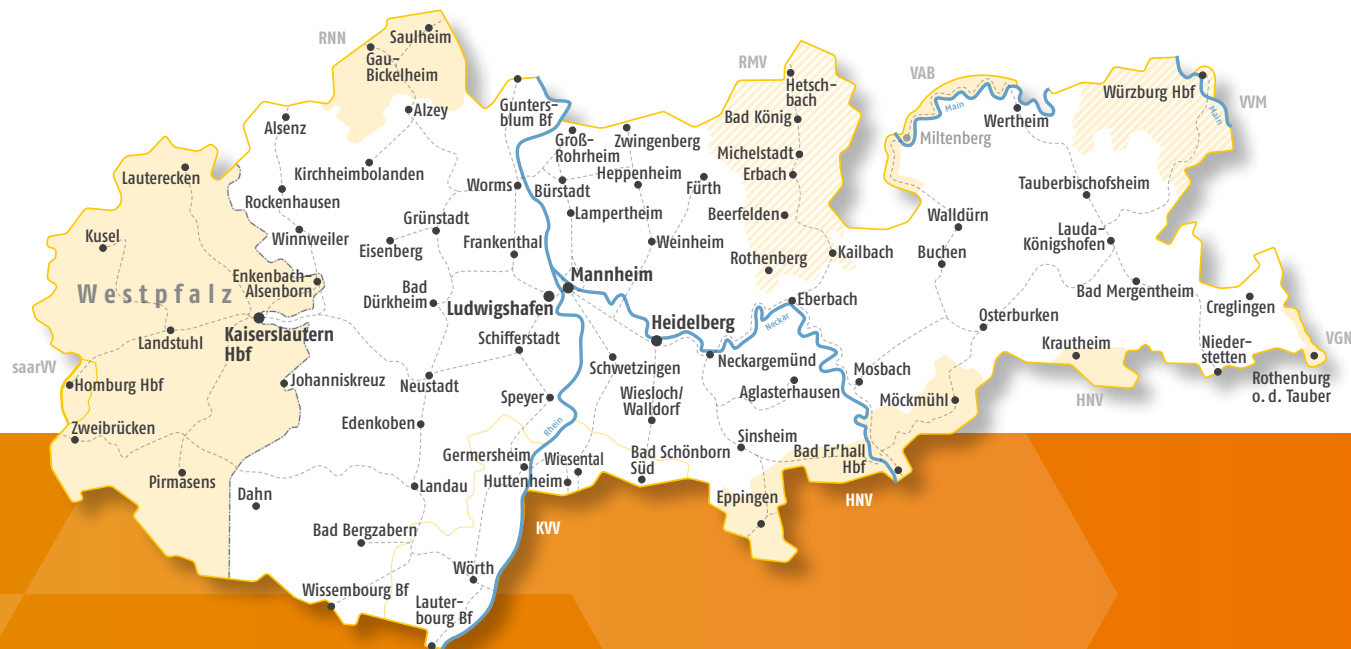 RNN
Saulheim
Gau-
Bickelheim
RMV
VAB
Hetsch-
bach
Würzburg Hbf
VVM
Main
Main
Gunters-
blum Bf
Alzey
Alsenz
Bad König
Wertheim
Groß-
Rohrheim
Zwingenberg
Miltenberg
Michelstadt
Lauterecken
Kirchheimbolanden
Heppenheim
Erbach
Worms
Bürstadt
Fürth
Tauberbischofsheim
Rockenhausen
Lampertheim
Beerfelden
Walldürn
Grünstadt
Kusel
Winnweiler
Eisenberg
Frankenthal
Weinheim
Lauda-
Königshofen
Kailbach
Buchen
Rothenberg
Enkenbach-
Alsenborn
Mannheim
Bad
Dürkheim
Westpfalz
Ludwigshafen
Bad Mergentheim
Creglingen
Eberbach
Neckar
Osterburken
Heidelberg
Kaiserslautern
Hbf
Landstuhl
Schifferstadt
Krautheim
VGN
Nieder-
stetten
saarVV
Neckargemünd
Schwetzingen
Mosbach
Homburg Hbf
Johanniskreuz
Neustadt
Rothenburg
o. d. Tauber
Wiesloch/
Walldorf
Aglasterhausen
Speyer
Möckmühl
HNV
Zweibrücken
Edenkoben
Rhein
Sinsheim
Bad Fr'hall
Hbf
Germersheim
Wiesental
Bad Schönborn
Süd
Pirmasens
Huttenheim
Dahn
Landau
Eppingen
HNV
KVV
Bad Bergzabern
Wörth
Wissembourg Bf
Lauter-
bourg Bf